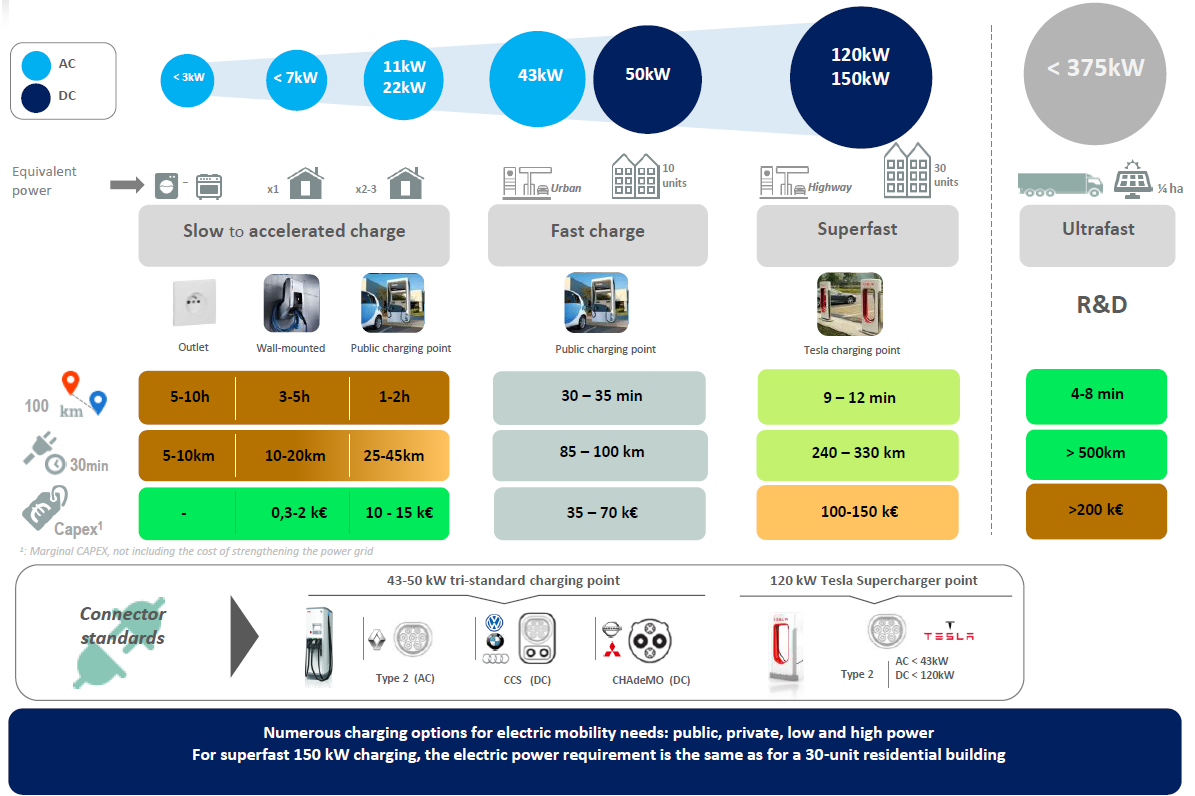 AC
DC
< 3kW
< 7kW
11kW
22kW
43kW
50kW
120kW
150kW
< 375kW
Equivalent
power
x1
x2-3
Urban
10
units
Highway
30
units
¼ ha
Slow to accelerated charge
Fast charge
Superfast
Ultrafast
R&D
Outlet
Wall-mounted
Public charging point
Public charging point
Tesla charging point
100 km
5-10h
3-5h
1-2h
30 – 35 min
9 – 12 min
4-8 min
30min
5-10km
10-20km
25-45km
85 – 100 km
240 – 330 km
> 500km
€
Capex¹
-
0,3-2 k€
10 - 15 k€
35 – 70 k€
100-150 k€
>200 k€
¹: Marginal CAPEX, not including the cost of strengthening the power grid
Connector
standards
43-50 kW tri-standard charging point
120 kW Tesla Supercharger point
Type 2 (AC)
CCS (DC)
CHAdeMO (DC)
TESLA
Type 2
AC < 43kW
DC < 120kW
Numerous charging options for electric mobility needs: public, private, low and high power
For superfast 150 kW charging, the electric power requirement is the same as for a 30-unit residential building